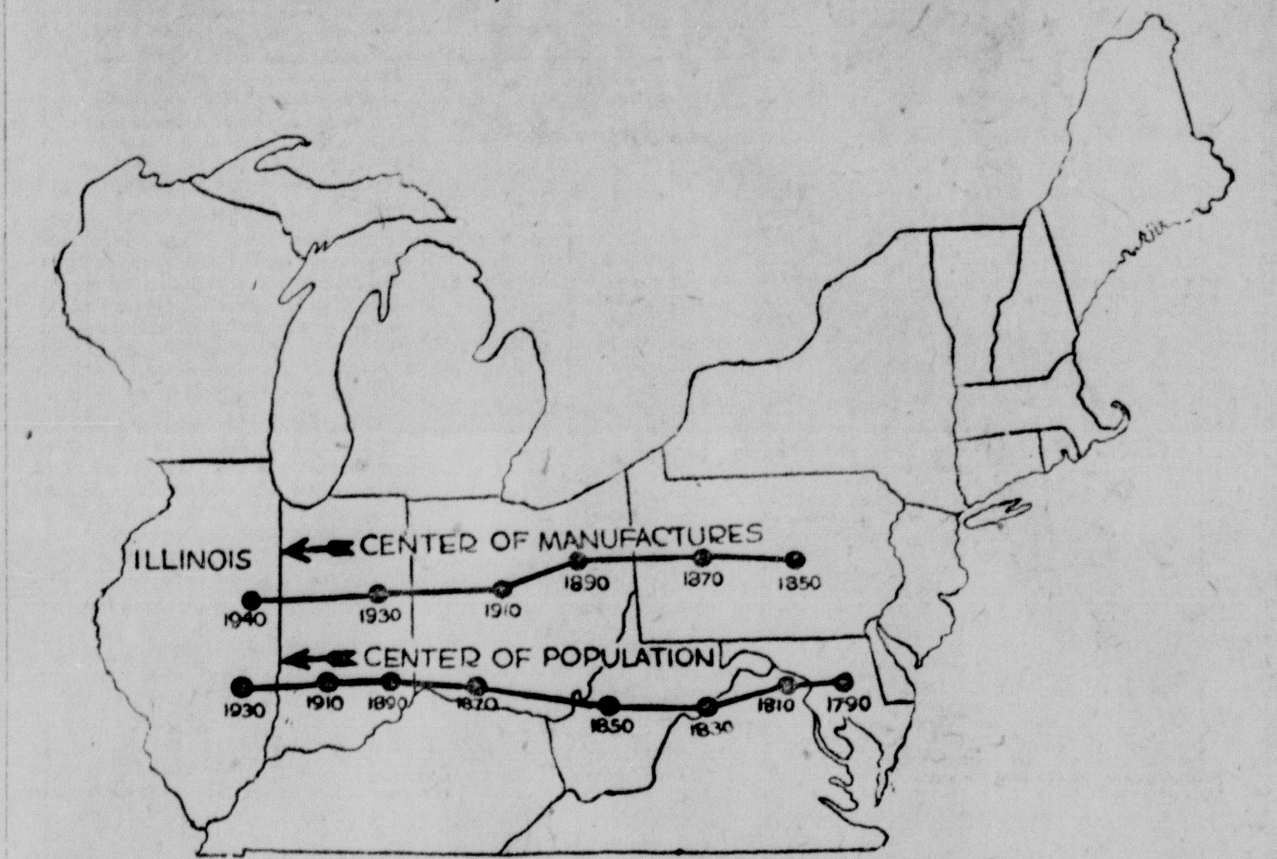 CENTER OF MANUFACTURES
ILLINOIS
1940 1930 1910 1890 1870 1850
CENTER OF POPULATION
1930 1910 1890 1870 1850 1830 1810 1790